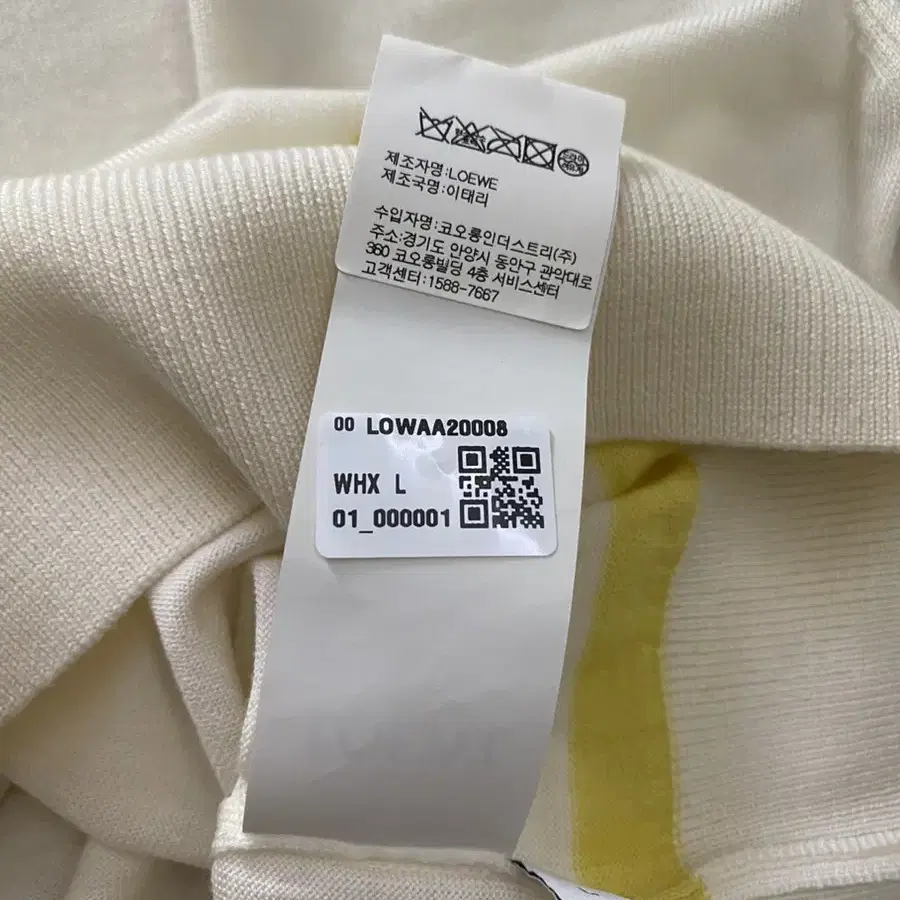 제조자명:LOEWE
제조국명:이태리
수입자명:코오롱인더스트리(주)
주소:경기도 안양시 동안구 관악대로
360 코오롱빌딩 4층 서비스센터
고객센터:1588-7667
00 LOWAA20008
WHX L
01_000001